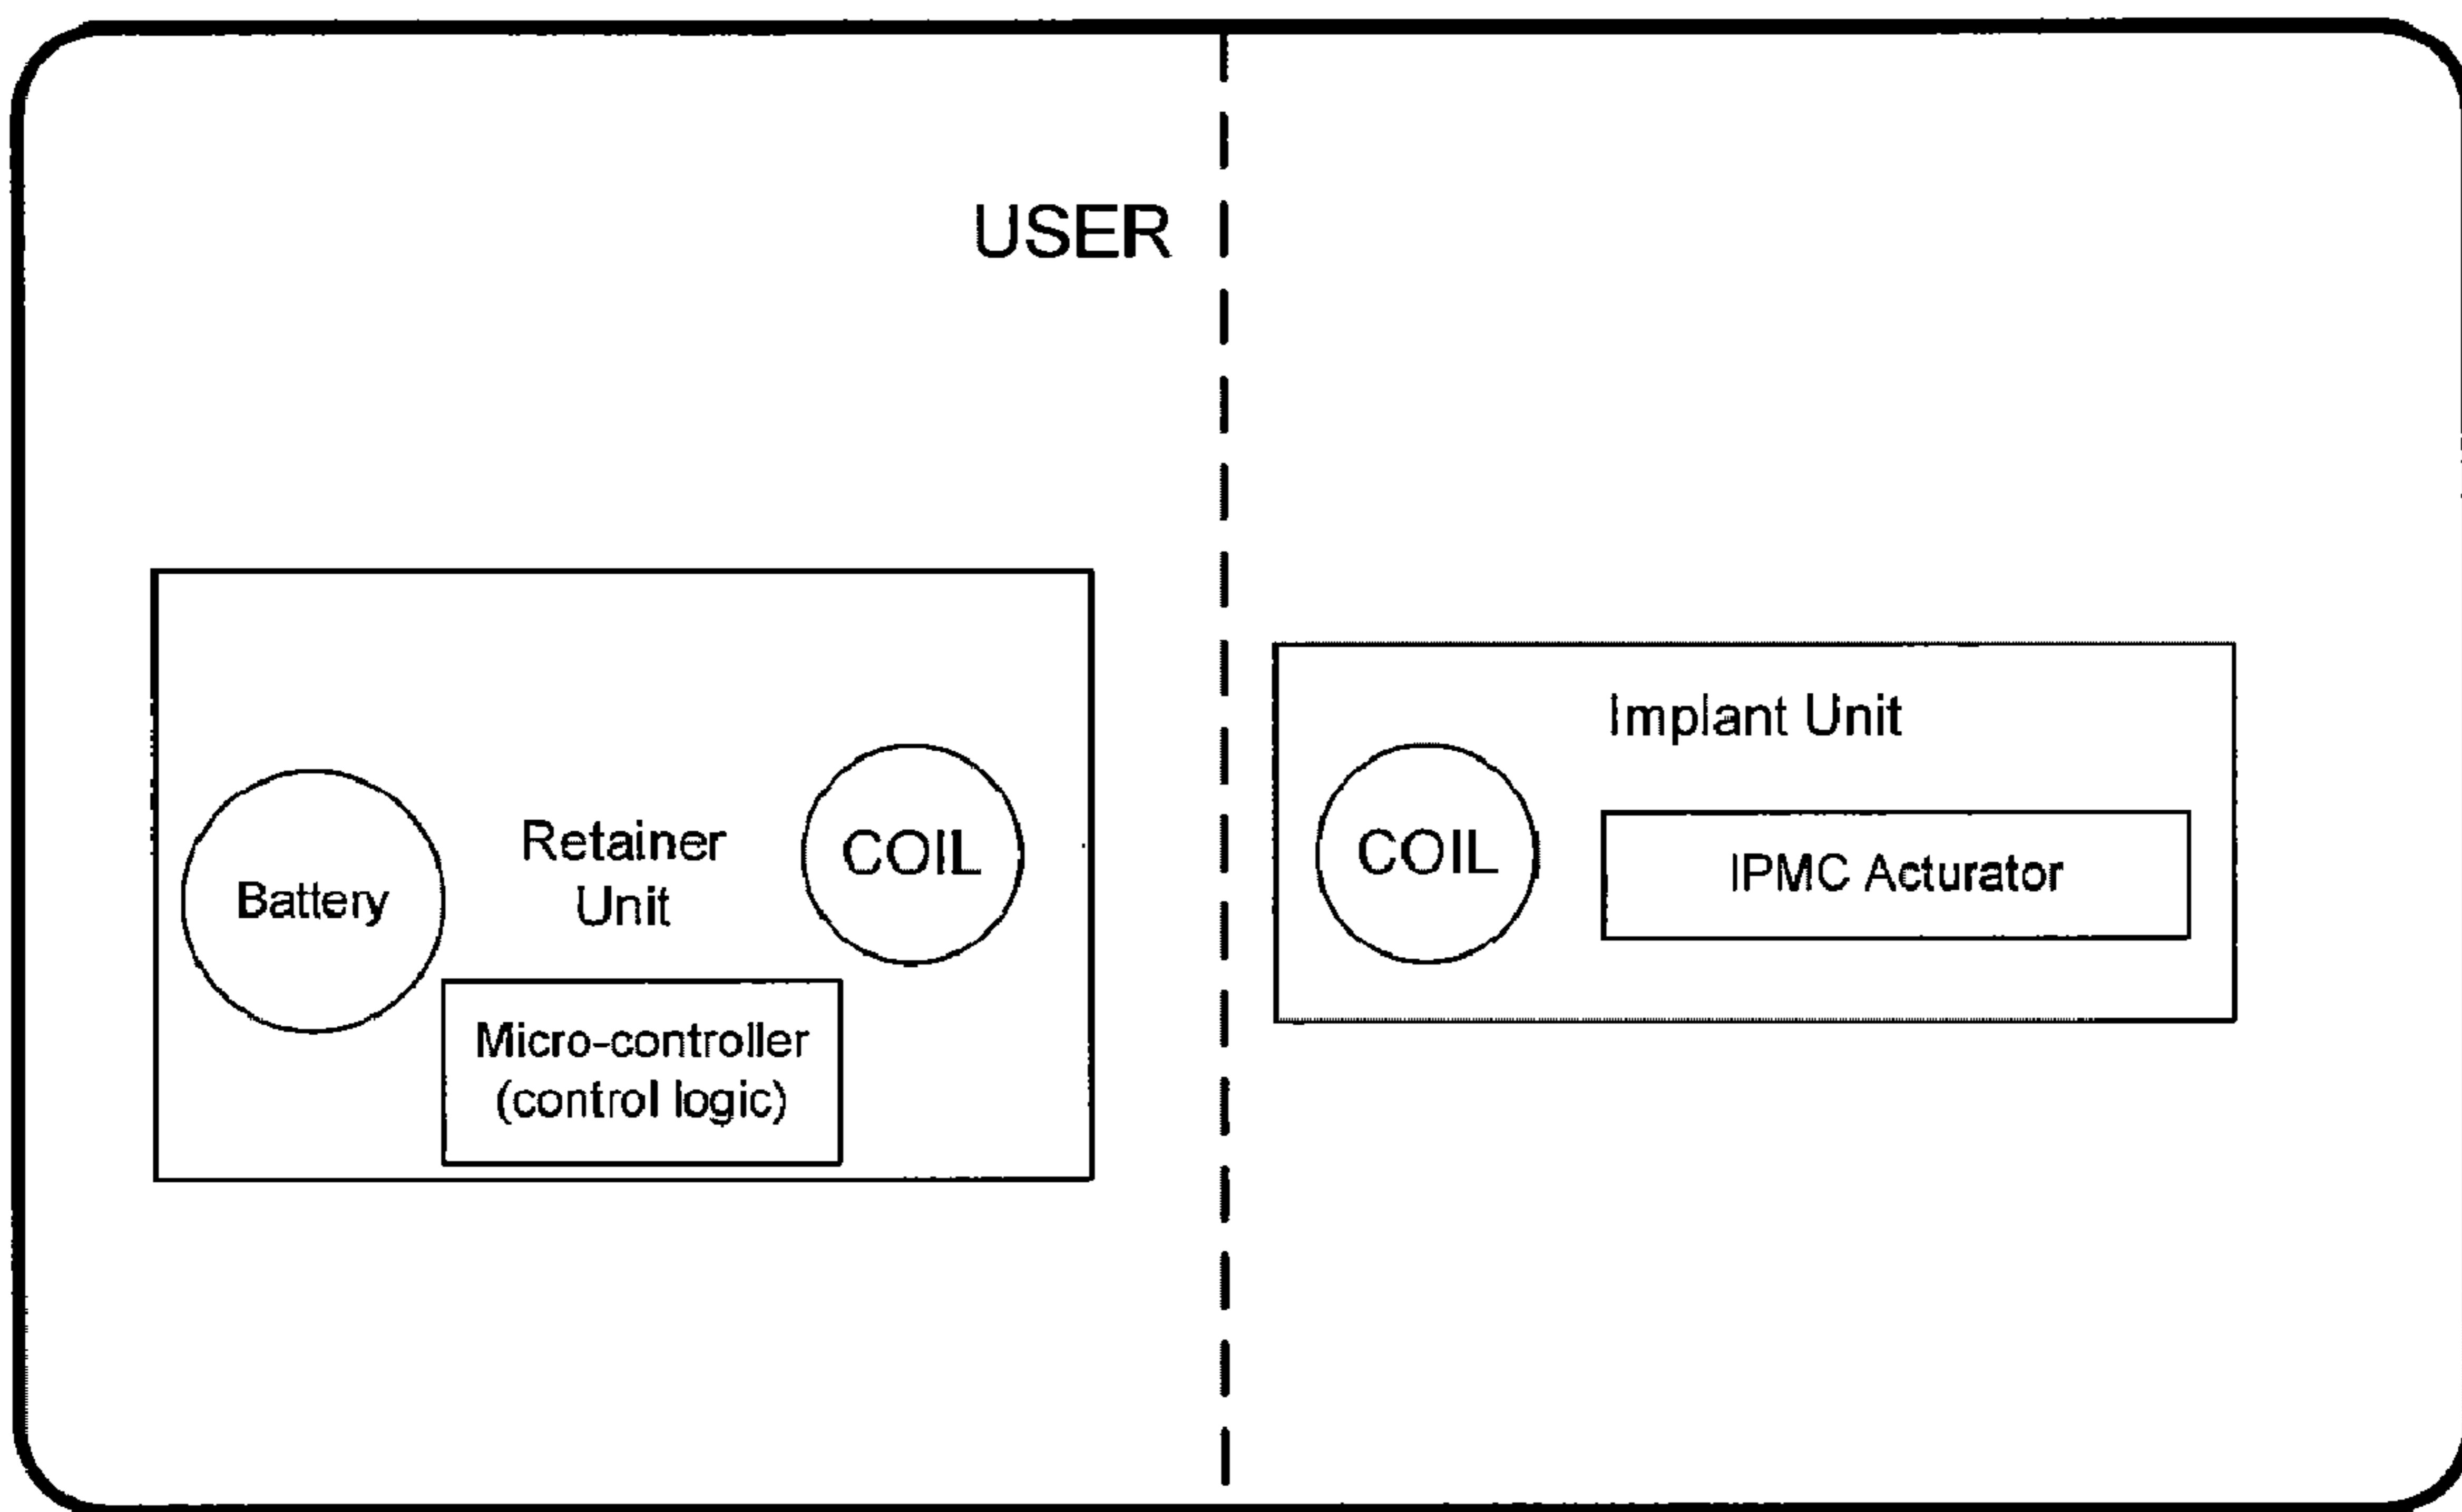 USER
Retainer
Unit
Battery
COIL
Micro-controller
(control logic)
Implant Unit
COIL
IPMC Acturator